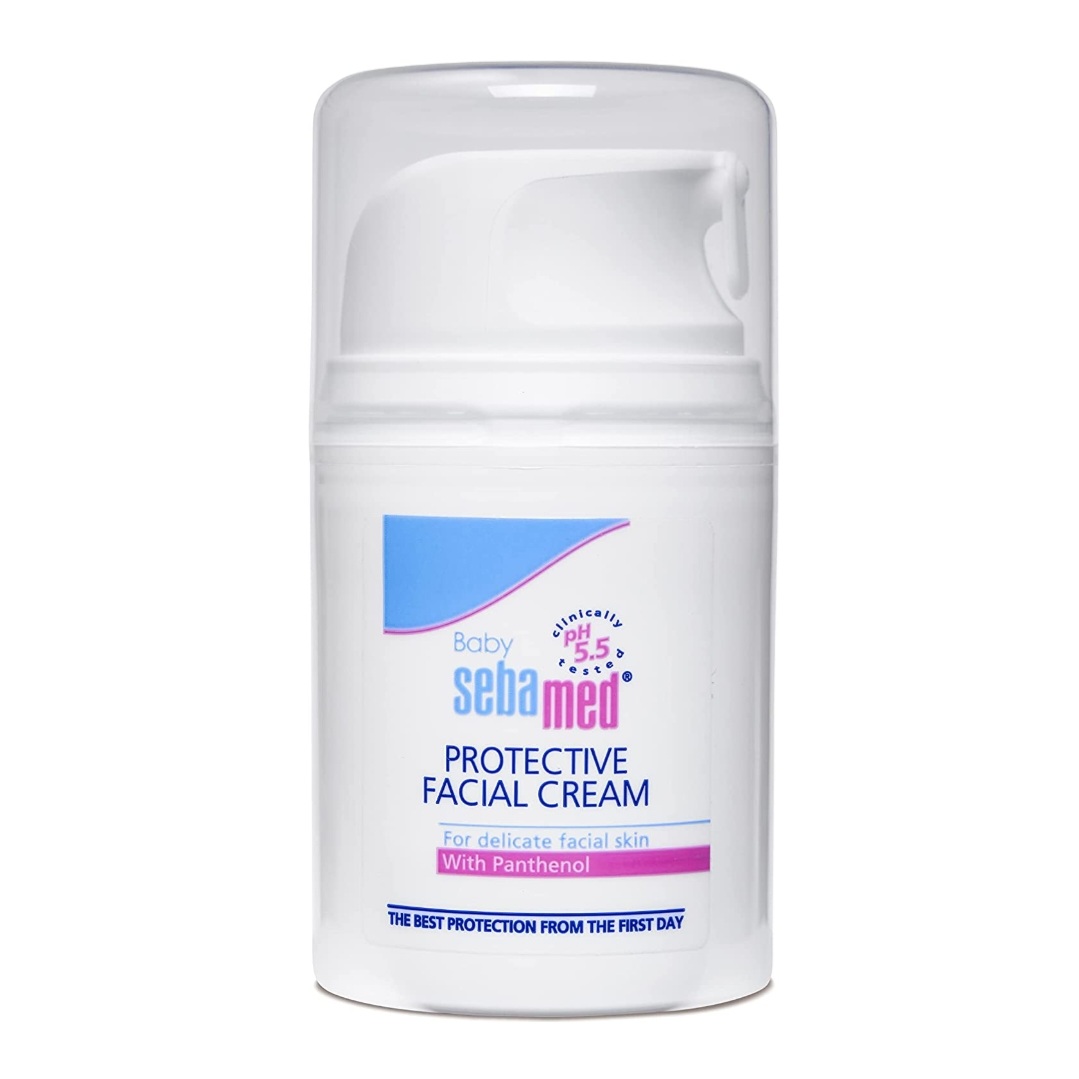 Baby
clinically
pH
5.5
tested
sebamed®
PROTECTIVE
FACIAL CREAM
For delicate facial skin
With Panthenol
THE BEST PROTECTION FROM THE FIRST DAY